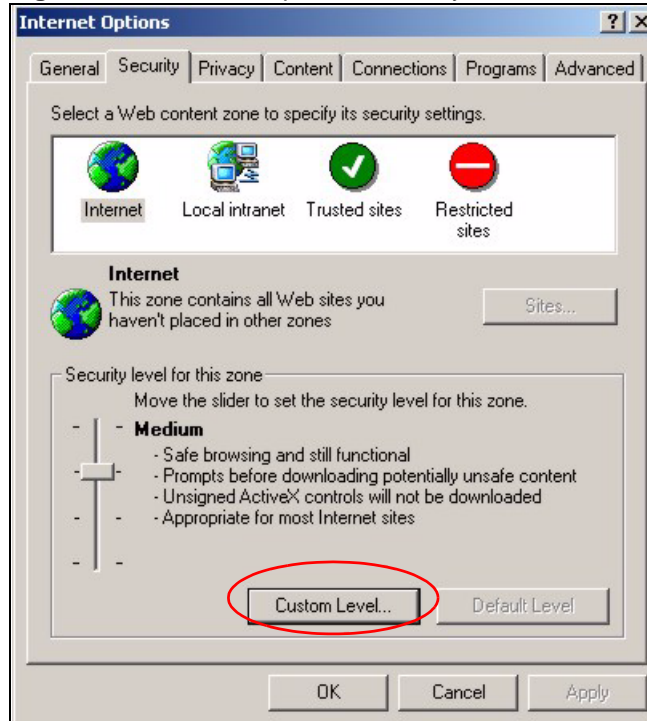 Internet Options
General Security Privacy Content Connections Programs Advanced
Select a Web content zone to specify its security settings.
Internet Local intranet Trusted sites Restricted
sites
Internet
This zone contains all Web sites you
haven't placed in other zones
Sites...
Security level for this zone
Move the slider to set the security level for this zone.
Medium
- Safe browsing and still functional
- Prompts before downloading potentially unsafe content
- Unsigned ActiveX controls will not be downloaded
- Appropriate for most Internet sites
Custom Level... Default Level
OK Cancel Apply